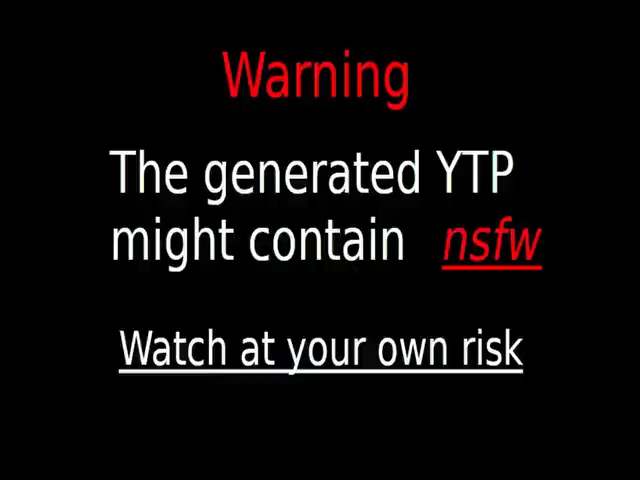 Warning
The generated YTP
might contain nsfw
Watch at your own risk